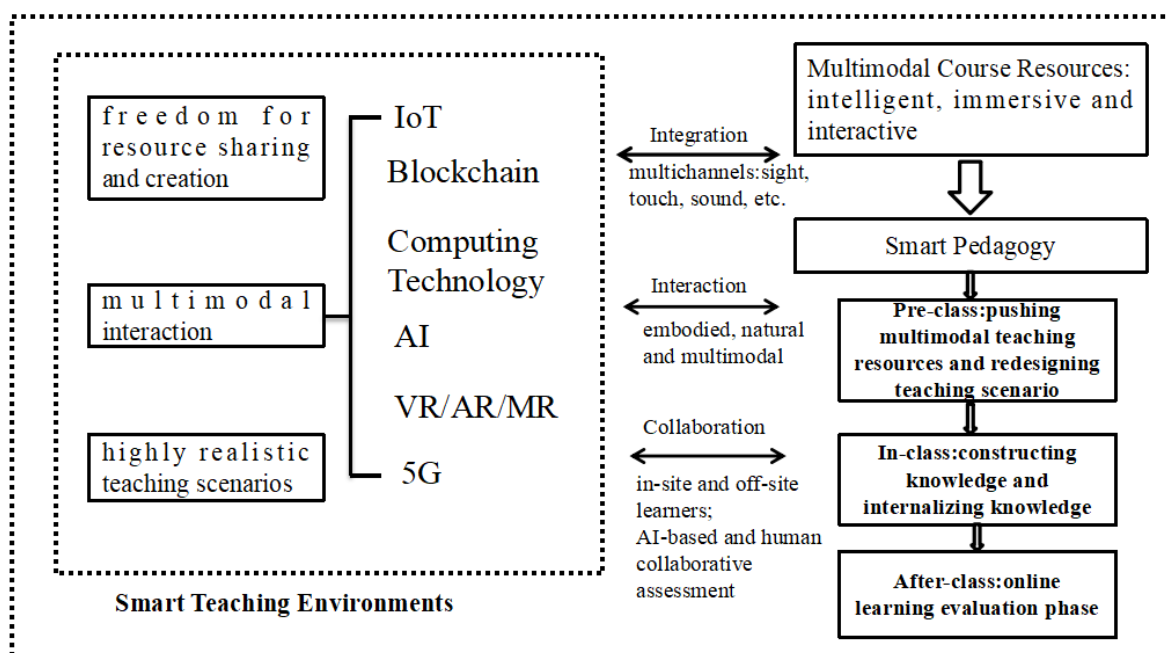 freedom for
resource sharing
and creation
multimodal
interaction
highly realistic
teaching scenarios
IoT
Blockchain
Computing
Technology
AI
VR/AR/MR
5G
Smart Teaching Environments
Integration
multichannels:sight,
touch, sound, etc.
Interaction
embodied, natural
and multimodal
Collaboration
in-site and off-site
learners;
AI-based and human
collaborative
assessment
Multimodal Course Resources:
intelligent, immersive and
interactive
Smart Pedagogy
Pre-class:pushing
multimodal teaching
resources and redesigning
teaching scenario
In-class:constructing
knowledge and
internalizing knowledge
After-class:online
learning evaluation phase